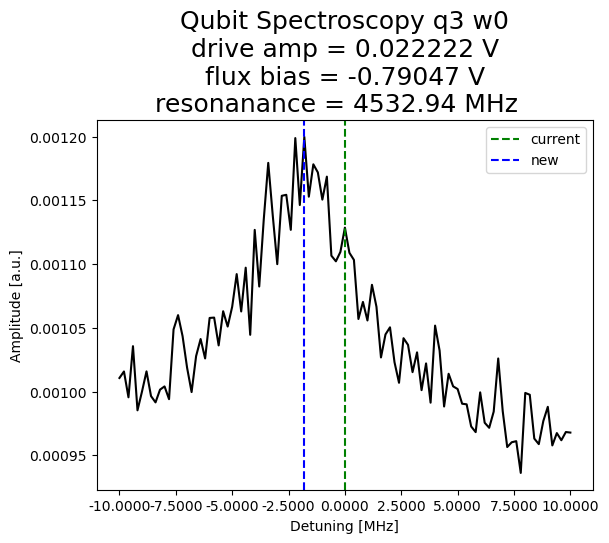 Qubit Spectroscopy q3 w0
drive amp = 0.022222 V
flux bias = -0.79047 V
resonanance = 4532.94 MHz
current
new
0.00120
0.00115
0.00110
0.00105
0.00100
0.00095
Amplitude [a.u.]
-10.0000 -7.5000 -5.0000 -2.5000 0.0000 2.5000 5.0000 7.5000 10.0000
Detuning [MHz]